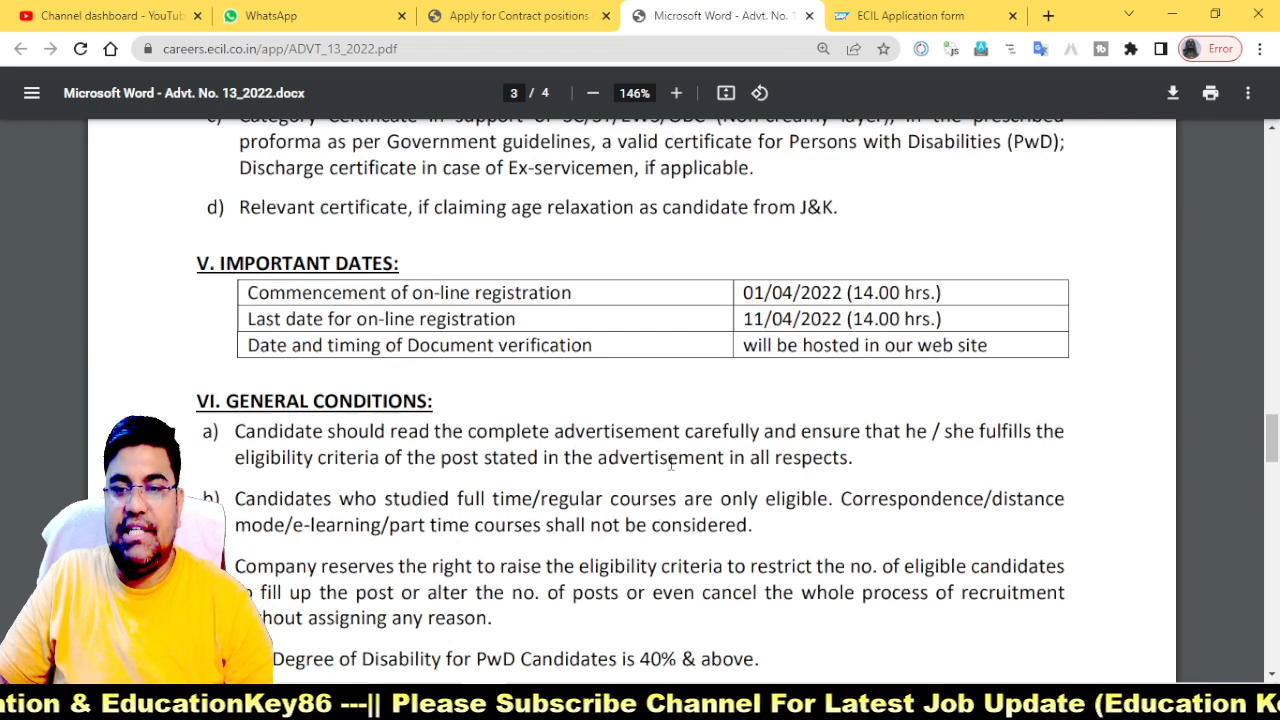 Channel dashboard - YouTub
WhatsApp
Apply for Contract positions
Microsoft Word - Advt. No. 1
ECIL Application form
careers.ecil.co.in/app/ADVT_13_2022.pdf
Error
Microsoft Word - Advt. No. 13_2022.docx
3 / 4
146%
proforma as per Government guidelines, a valid certificate for Persons with Disabilities (PwD);
Discharge certificate in case of Ex-servicemen, if applicable.
d) Relevant certificate, if claiming age relaxation as candidate from J&K.
V. IMPORTANT DATES:
Commencement of on-line registration 01/04/2022 (14.00 hrs.)
Last date for on-line registration 11/04/2022 (14.00 hrs.)
Date and timing of Document verification will be hosted in our web site
VI. GENERAL CONDITIONS:
a) Candidate should read the complete advertisement carefully and ensure that he / she fulfills the
eligibility criteria of the post stated in the advertisement in all respects.
b) Candidates who studied full time/regular courses are only eligible. Correspondence/distance
mode/e-learning/part time courses shall not be considered.
Company reserves the right to raise the eligibility criteria to restrict the no. of eligible candidates
fill up the post or alter the no. of posts or even cancel the whole process of recruitment
hout assigning any reason.
Degree of Disability for PwD Candidates is 40% & above.
ntion & EducationKey86 ---|| Please Subscribe Channel For Latest Job Update (Education K